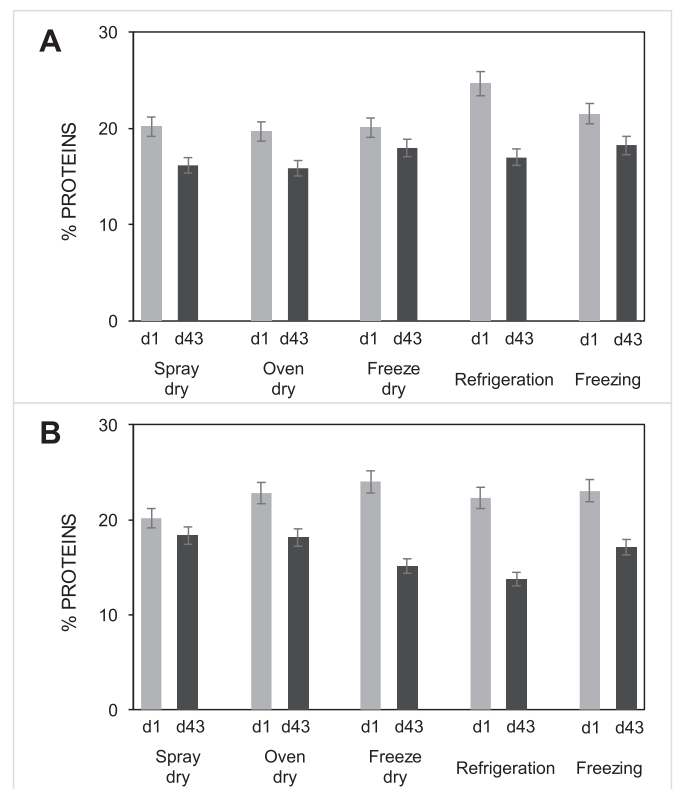 A
30
20
10
0
% PROTEINS
d1 d43 d1 d43 d1 d43 d1 d43 d1 d43
Spray dry
Oven dry
Freeze dry
Refrigeration
Freezing
B
30
20
10
0
% PROTEINS
d1 d43 d1 d43 d1 d43 d1 d43 d1 d43
Spray dry
Oven dry
Freeze dry
Refrigeration
Freezing